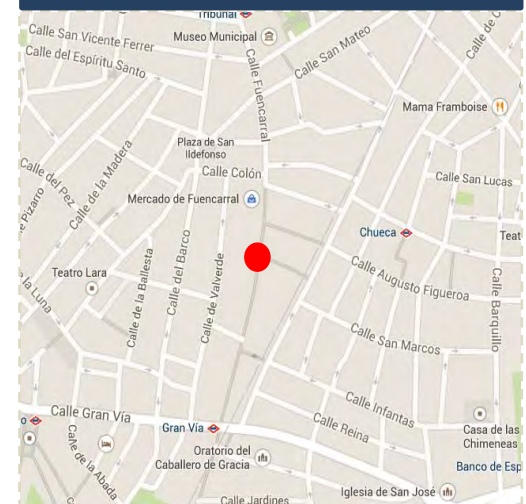 Tribunal
Calle San Vicente Ferrer
Museo Municipal
Calle del Espíritu Santo
Calle Fuencarral
Calle San Mateo
Calle de
Mama Framboise
Plaza de San
Ildefonso
Calle de la Madera
Calle Colón
Calle del Pez
Calle San Lucas
Pizarro
Mercado de Fuencarral
Chueca
Teat
la Luna
Teatro Lara
Calle de la Ballesta
Calle del Barco
Calle de Valverde
Calle Augusto Figueroa
Calle Barquillo
Calle San Marcos
Calle Infantas
Calle Gran Vía
Gran Vía
Calle Reina
Casa de las
Chimeneas
o
Calle de la Abada
Oratorio del
Caballero de Gracia
Banco de Esp
Iglesia de San José
Calle Jardines
C